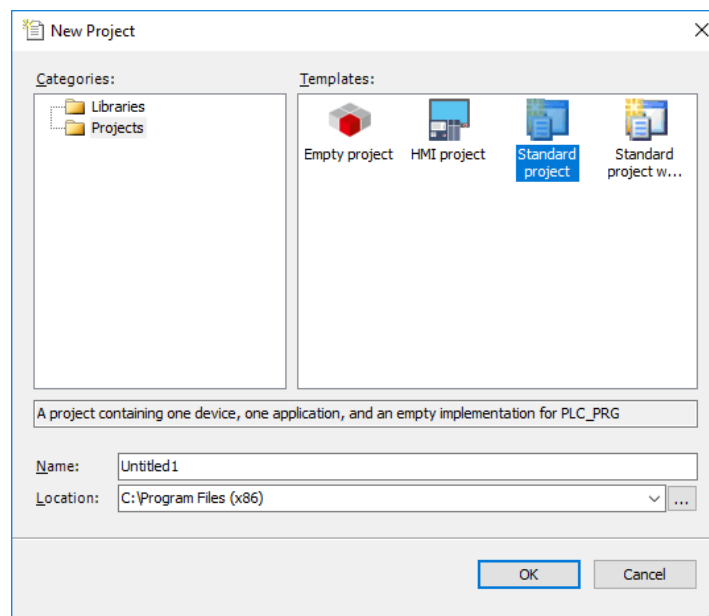 New Project
Categories:
Templates:
Libraries
Projects
Empty project
HMI project
Standard
project
Standard
project w...
A project containing one device, one application, and an empty implementation for PLC_PRG
Name:
Untitled1
Location:
C:\Program Files (x86)
...
OK
Cancel